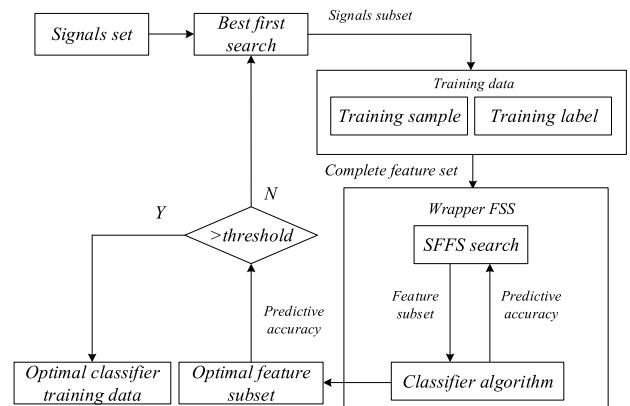 Signals set
Best first
search
Signals subset
Training data
Training sample
Training label
Complete feature set
Wrapper FSS
SFFS search
Feature
subset
Predictive
accuracy
Classifier algorithm
N
Y
>threshold
Predictive
accuracy
Optimal classifier
training data
Optimal feature
subset